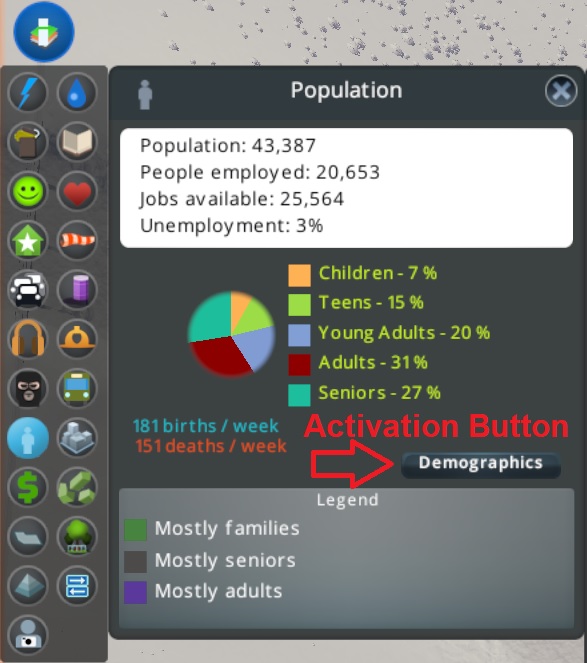 Population
Population: 43,387
People employed: 20,653
Jobs available: 25,564
Unemployment: 3%
Children - 7 %
Teens - 15 %
Young Adults - 20 %
Adults - 31%
Seniors - 27 %
181 births / week
151 deaths / week
Activation Button
Demographics
Legend
Mostly families
Mostly seniors
Mostly adults